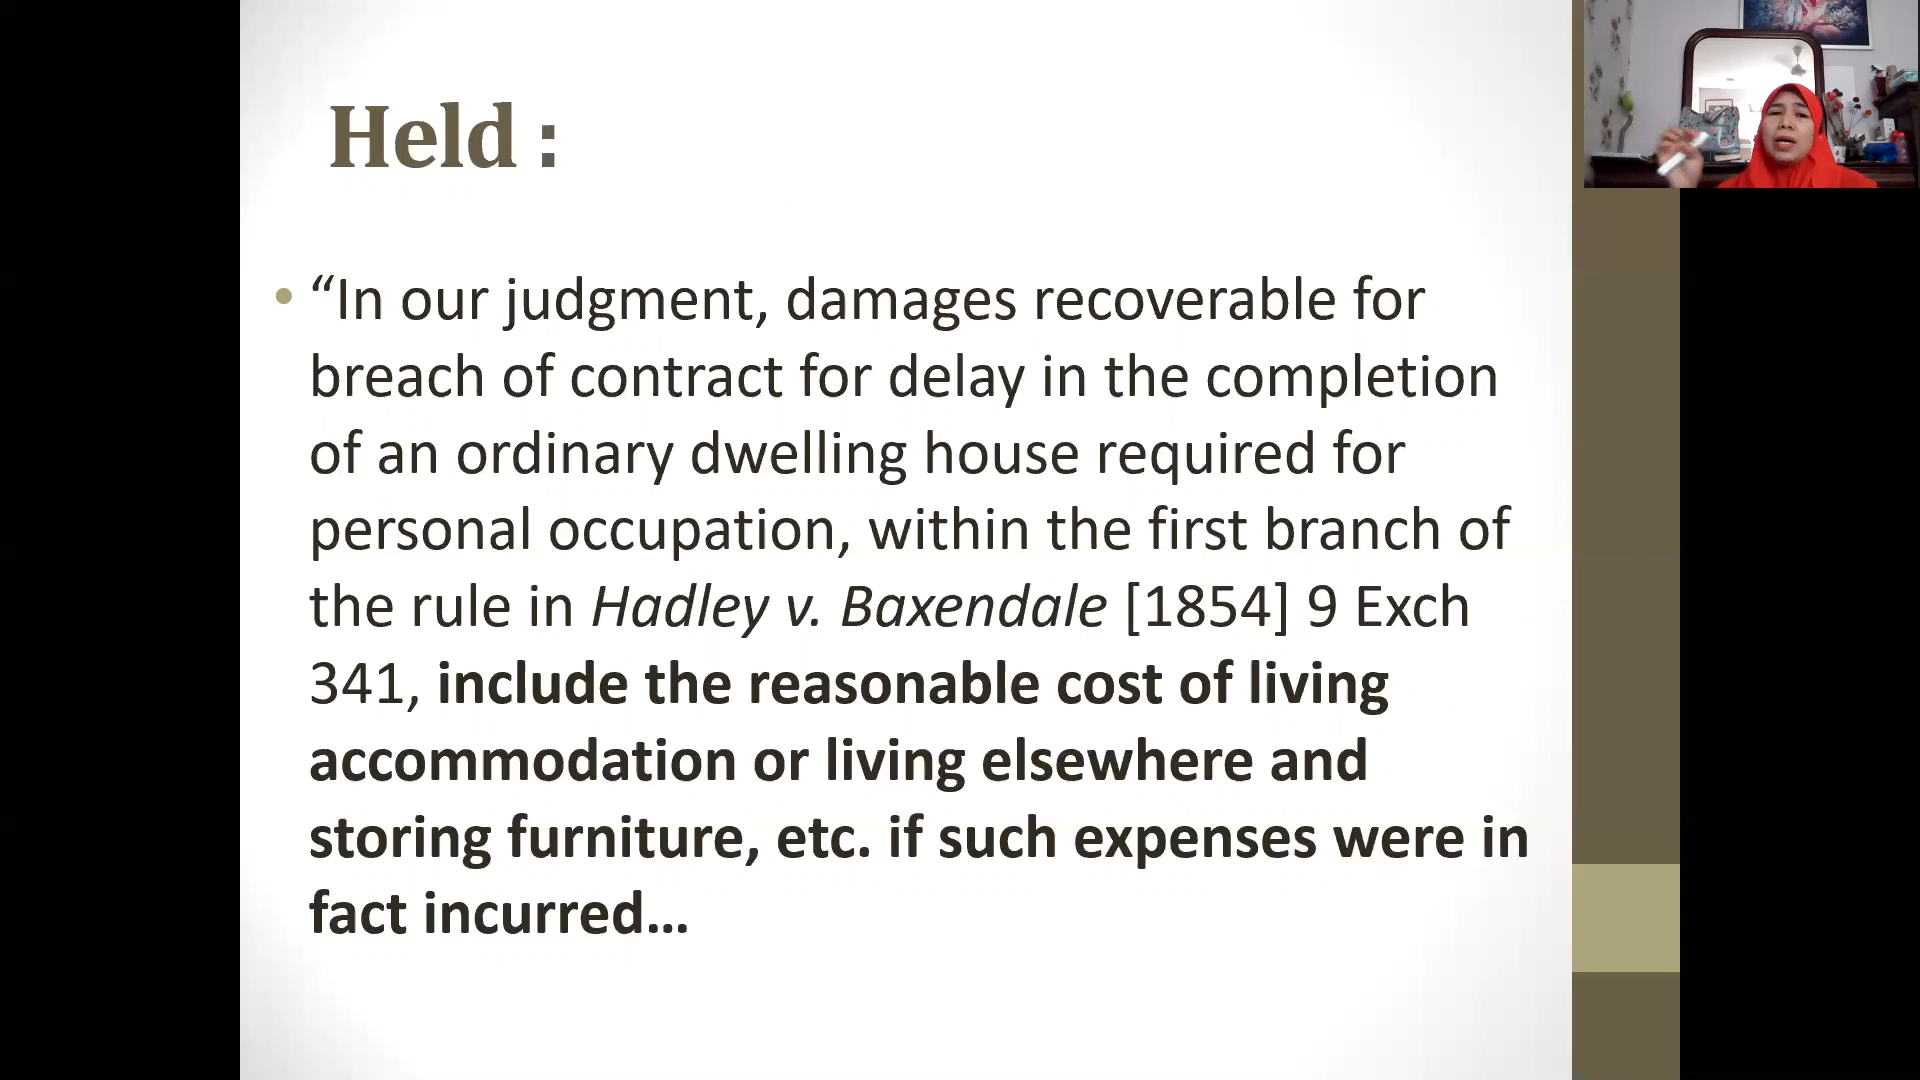 Held :
• “In our judgment, damages recoverable for
breach of contract for delay in the completion
of an ordinary dwelling house required for
personal occupation, within the first branch of
the rule in Hadley v. Baxendale [1854] 9 Exch
341, include the reasonable cost of living
accommodation or living elsewhere and
storing furniture, etc. if such expenses were in
fact incurred…